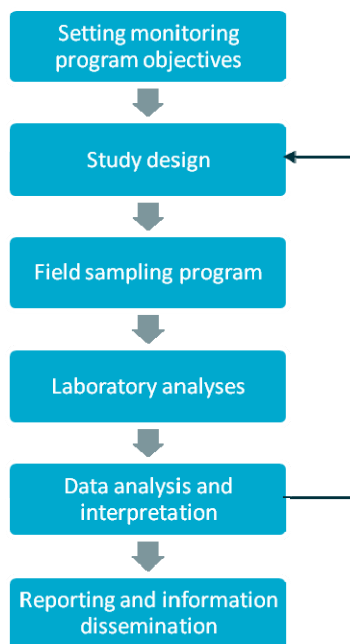 Setting monitoring
program objectives
Study design
Field sampling program
Laboratory analyses
Data analysis and
interpretation
Reporting and information
dissemination